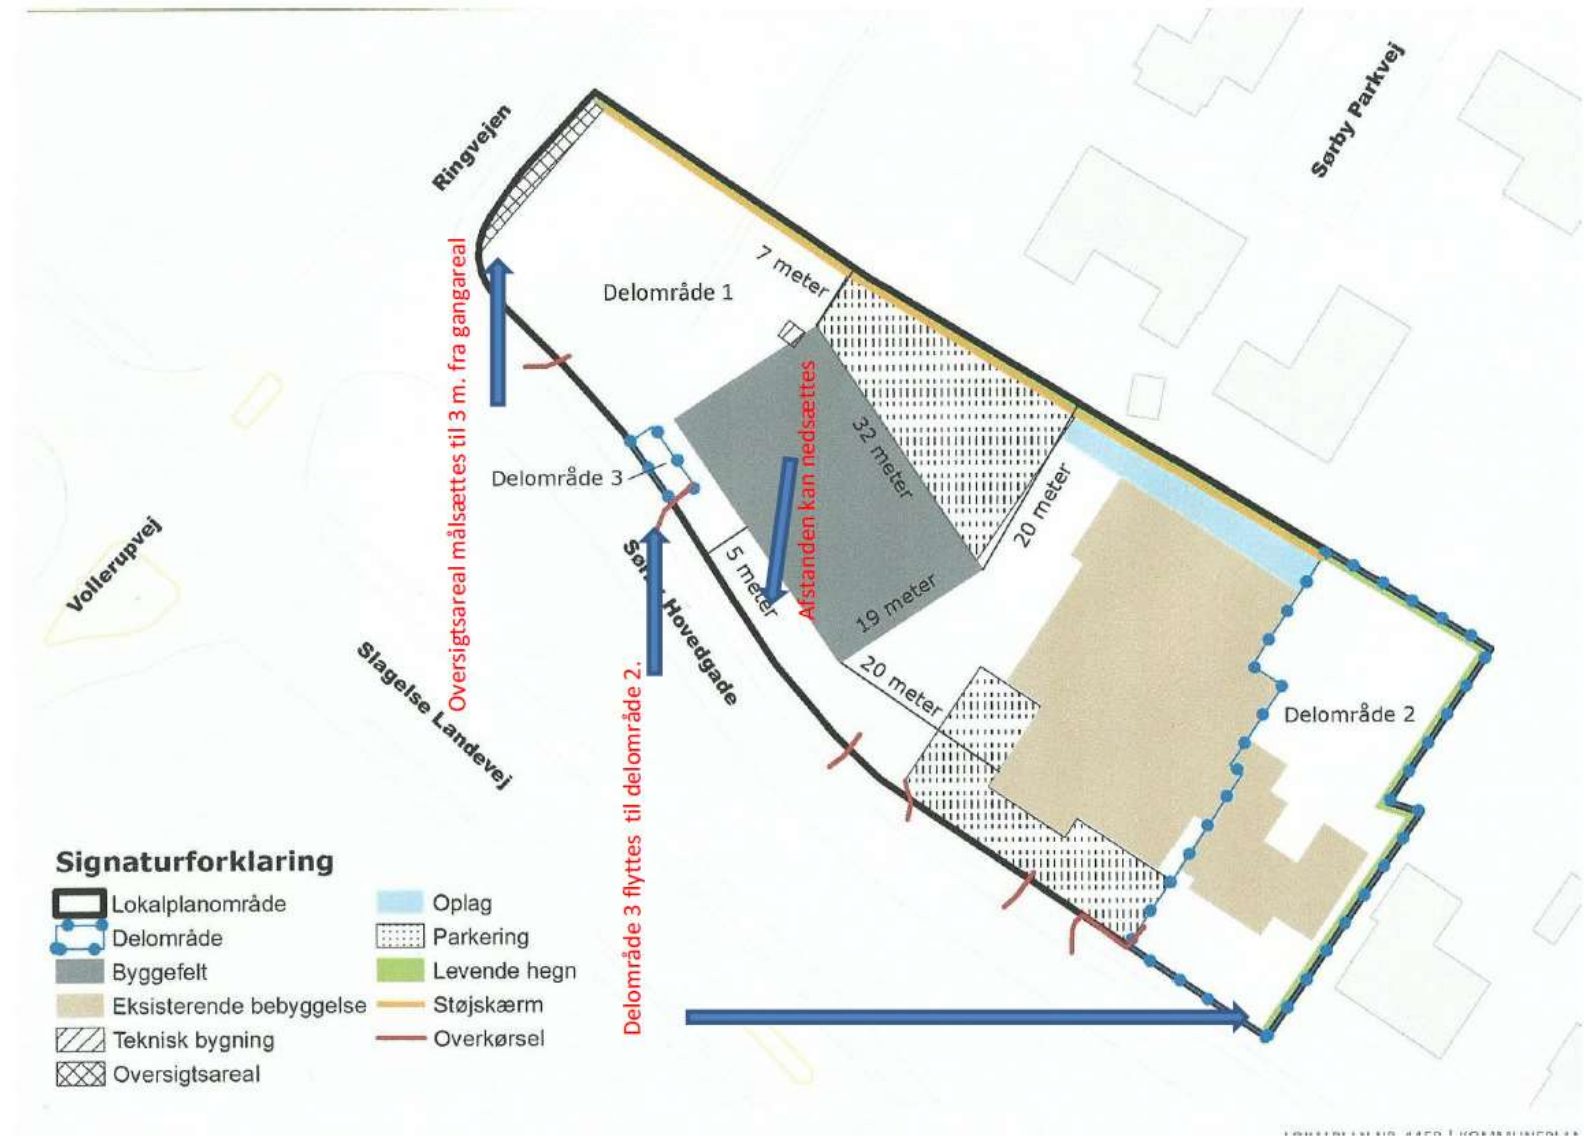 Ringvejen
Sørby Parkvej
7 meter
Delområde 1
Oversigtsareal målsættes til 3 m. fra gangareal
Afstanden kan nedsættes
32 meter
Delområde 3
20 meter
5 meter
19 meter
Vollerupvej
Hovedgade
20 meter
Slagelse Landevej
Delområde 2
Delområde 3 flyttes til delområde 2.
Signaturforklaring
Lokalplanområde
Delområde
Byggefelt
Eksisterende bebyggelse
Teknisk bygning
Oversigtsareal
Oplag
Parkering
Levende hegn
Støjskærm
Overkørsel